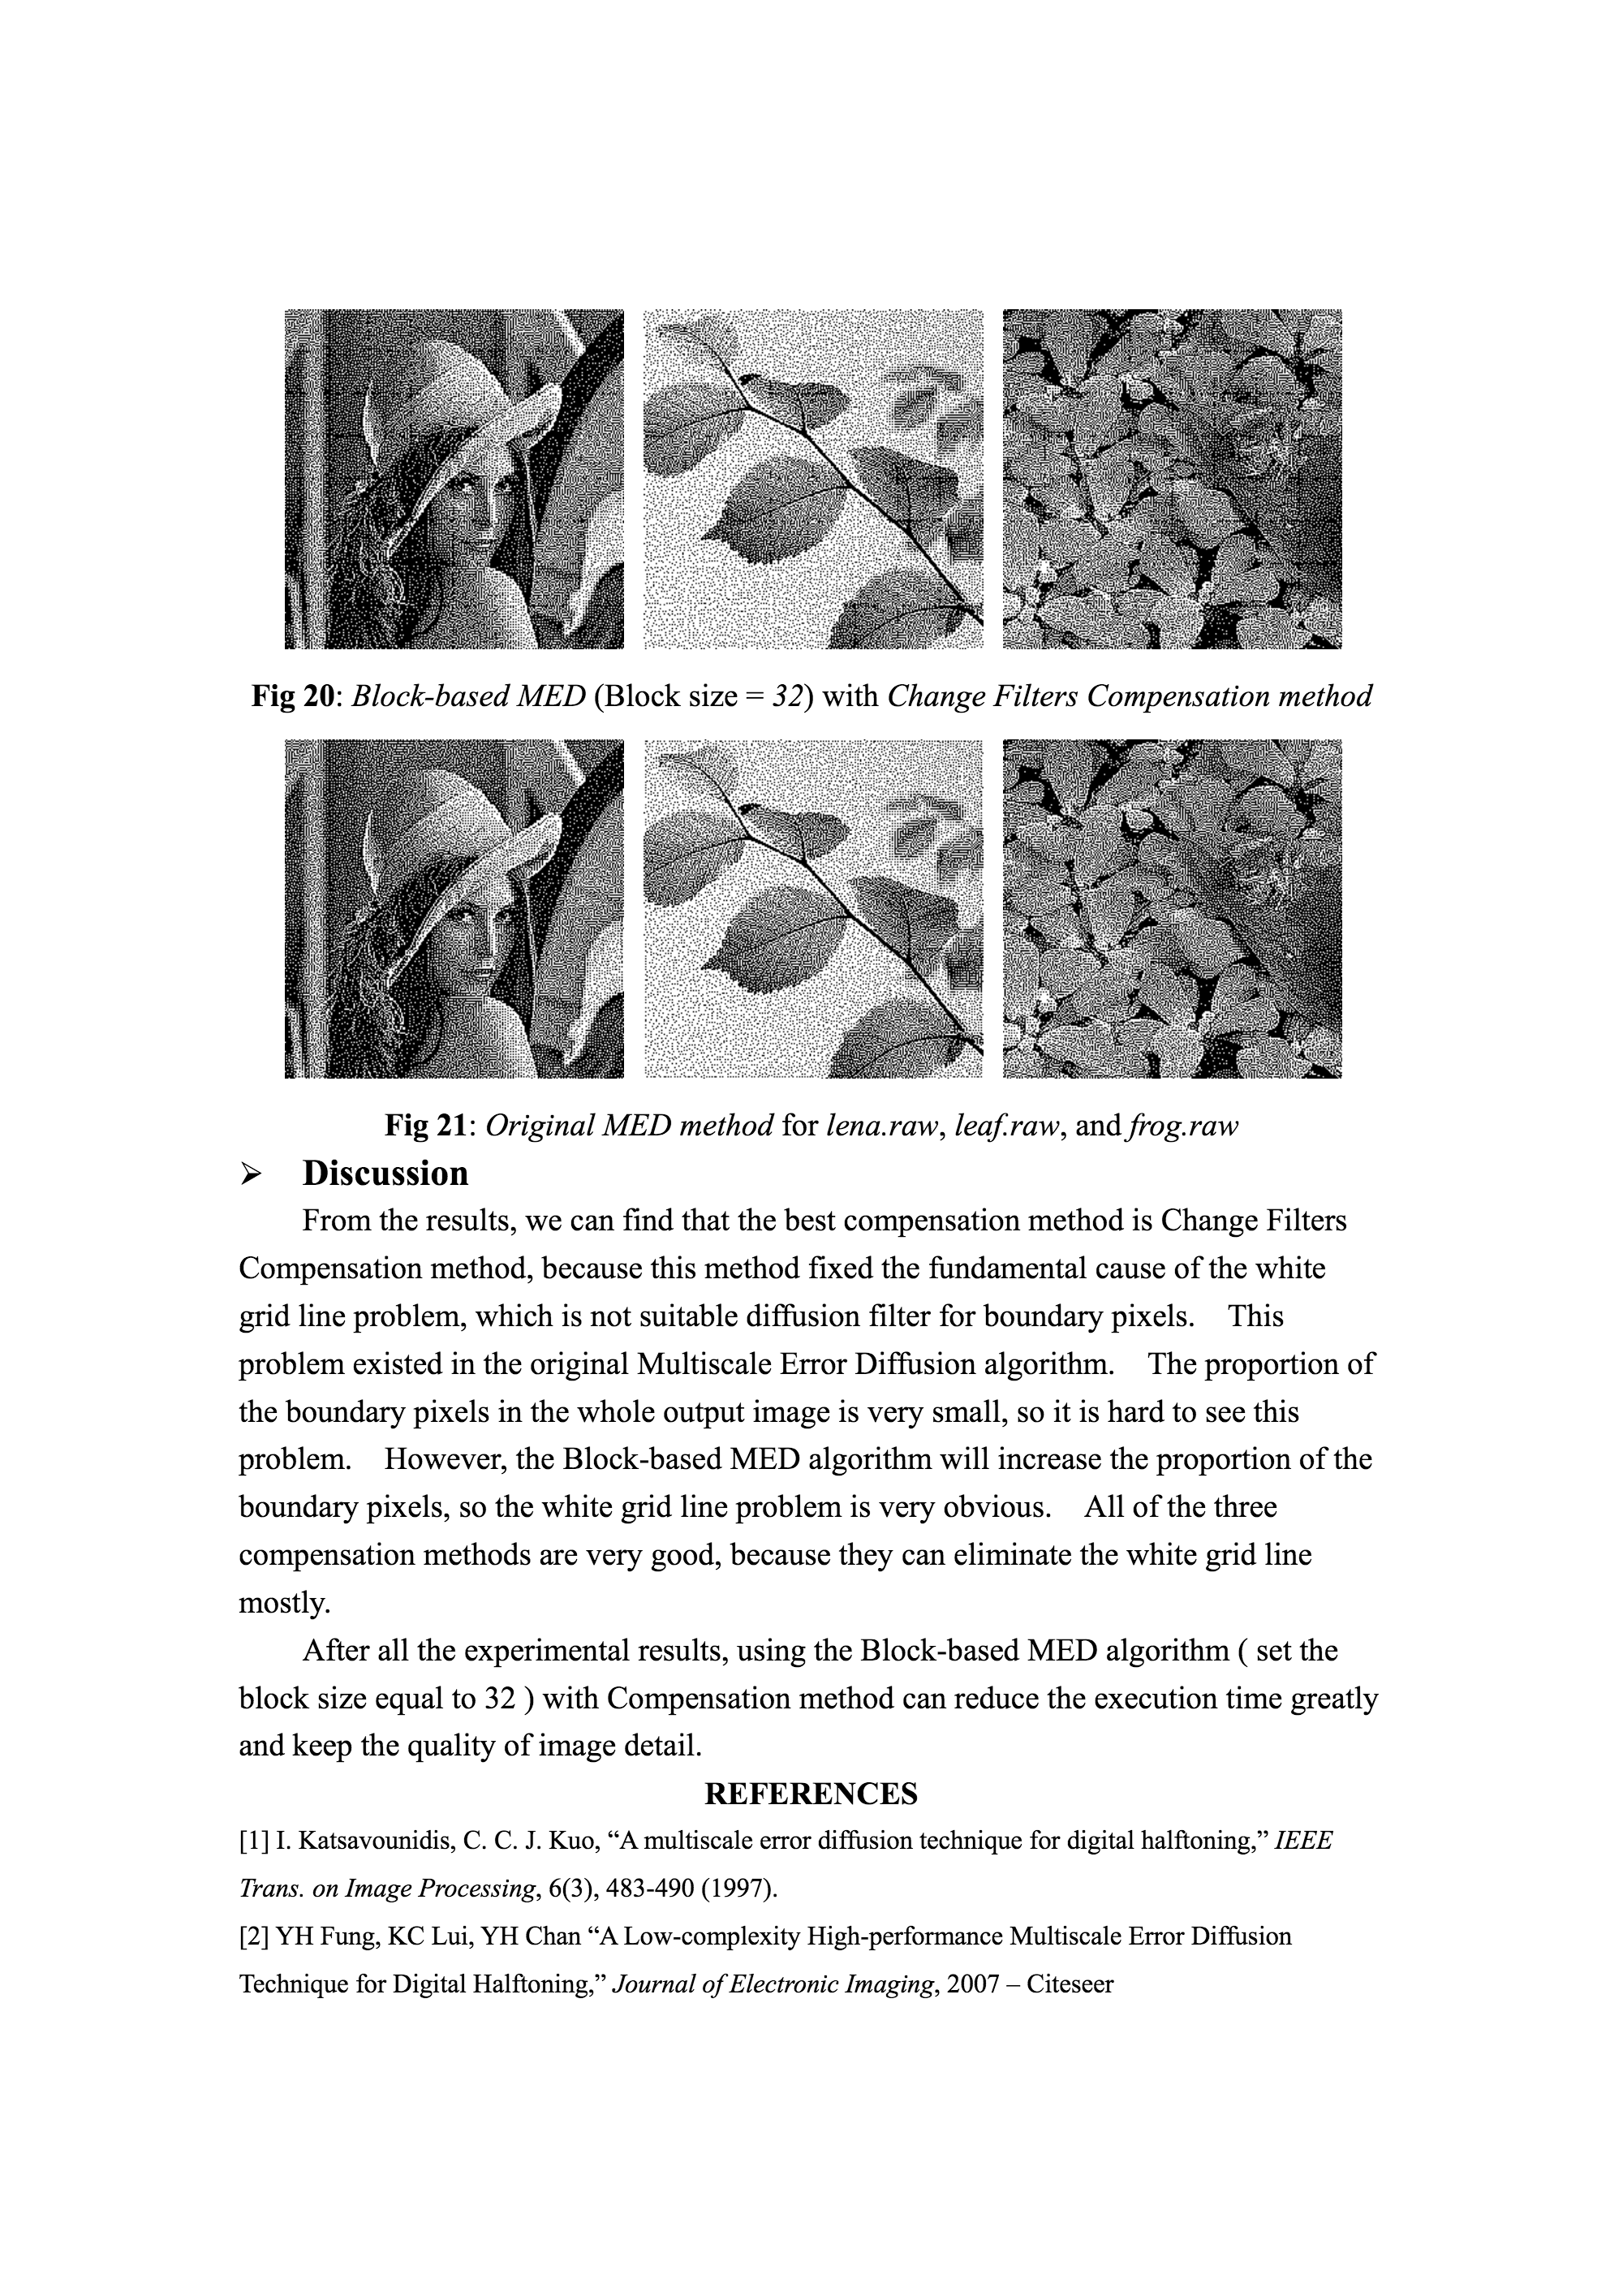 Fig 20: Block-based MED (Block size = 32) with Change Filters Compensation method
Fig 21: Original MED method for lena.raw, leaf.raw, and frog.raw
➢ Discussion
From the results, we can find that the best compensation method is Change Filters
Compensation method, because this method fixed the fundamental cause of the white
grid line problem, which is not suitable diffusion filter for boundary pixels. This
problem existed in the original Multiscale Error Diffusion algorithm. The proportion of
the boundary pixels in the whole output image is very small, so it is hard to see this
problem. However, the Block-based MED algorithm will increase the proportion of the
boundary pixels, so the white grid line problem is very obvious. All of the three
compensation methods are very good, because they can eliminate the white grid line
mostly.
After all the experimental results, using the Block-based MED algorithm ( set the
block size equal to 32 ) with Compensation method can reduce the execution time greatly
and keep the quality of image detail.
REFERENCES
[1] I. Katsavounidis, C. C. J. Kuo, “A multiscale error diffusion technique for digital halftoning,” IEEE
Trans. on Image Processing, 6(3), 483-490 (1997).
[2] YH Fung, KC Lui, YH Chan “A Low-complexity High-performance Multiscale Error Diffusion
Technique for Digital Halftoning,” Journal of Electronic Imaging, 2007 – Citeseer